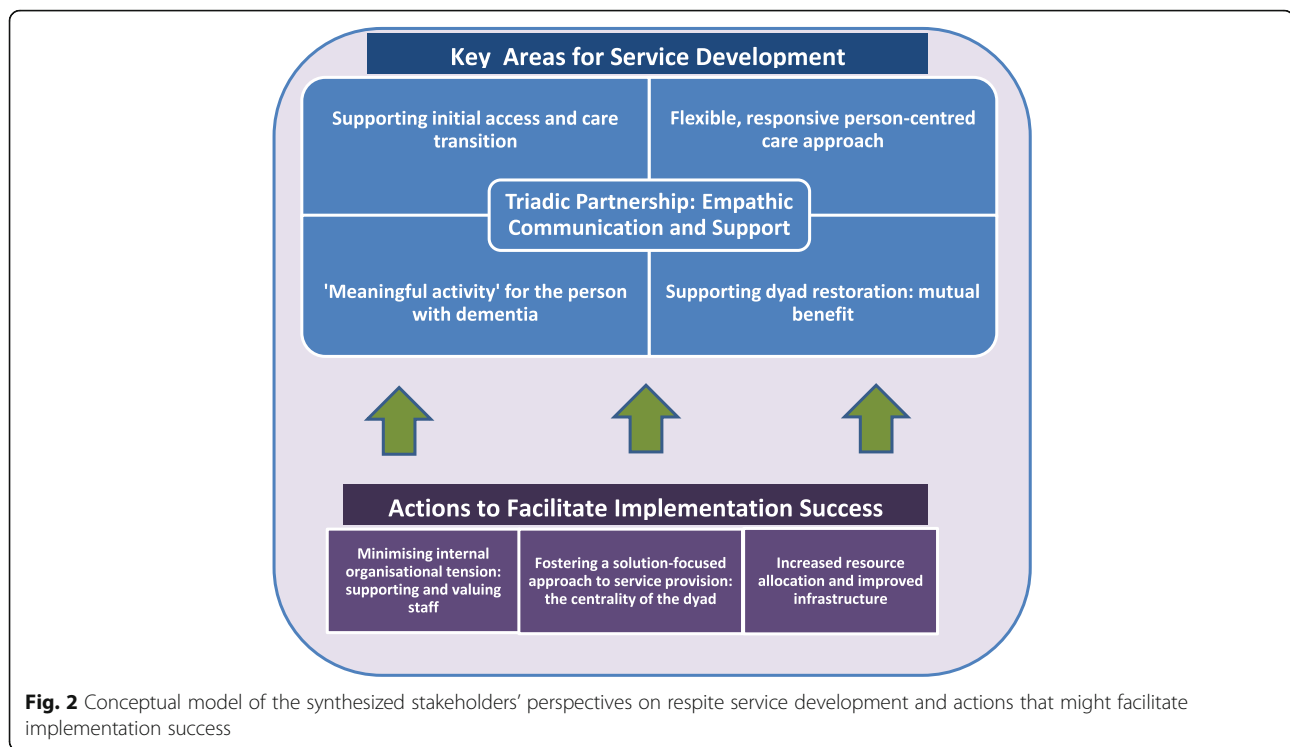 Key Areas for Service Development
Supporting initial access and care
transition
Flexible, responsive person-centred
care approach
Triadic Partnership: Empathic
Communication and Support
'Meaningful activity' for the person
with dementia
Supporting dyad restoration: mutual
benefit
Actions to Facilitate Implementation Success
Minimising internal
organisational tension:
supporting and valuing
staff
Fostering a solution-focused
approach to service provision:
the centrality of the dyad
Increased resource
allocation and improved
infrastructure
Fig. 2 Conceptual model of the synthesized stakeholders' perspectives on respite service development and actions that might facilitate
implementation success